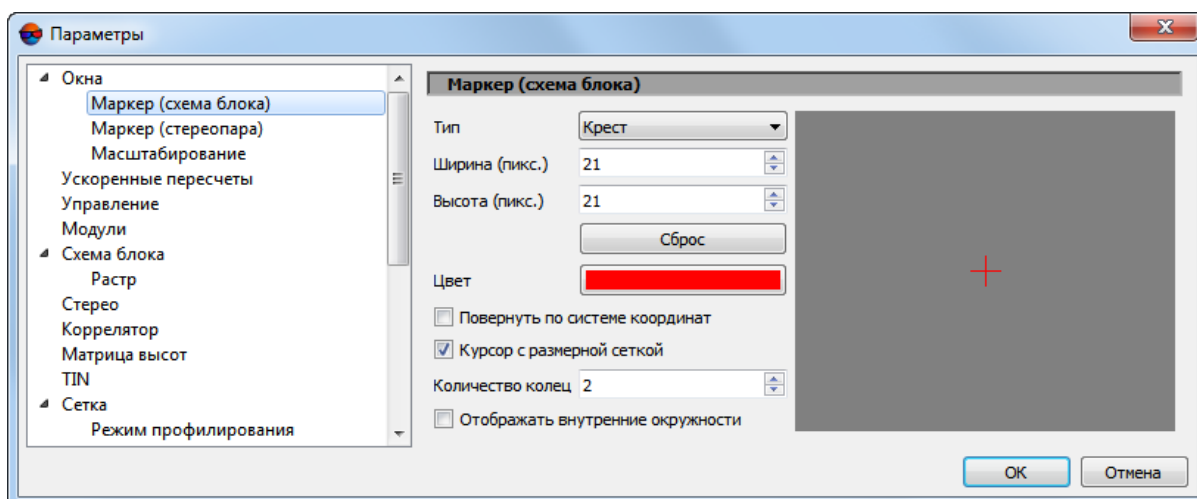 Параметры
Окна
Маркер (схема блока)
Маркер (стереопара)
Масштабирование
Ускоренные пересчеты
Управление
Модули
Схема блока
Растр
Стерео
Коррелятор
Матрица высот
TIN
Сетка
Режим профилирования
Маркер (схема блока)
Тип Крест
Ширина (пикс.) 21
Высота (пикс.) 21
Сброс
Цвет
Повернуть по системе координат
Курсор с размерной сеткой
Количество колец 2
Отображать внутренние окружности
OK Отмена